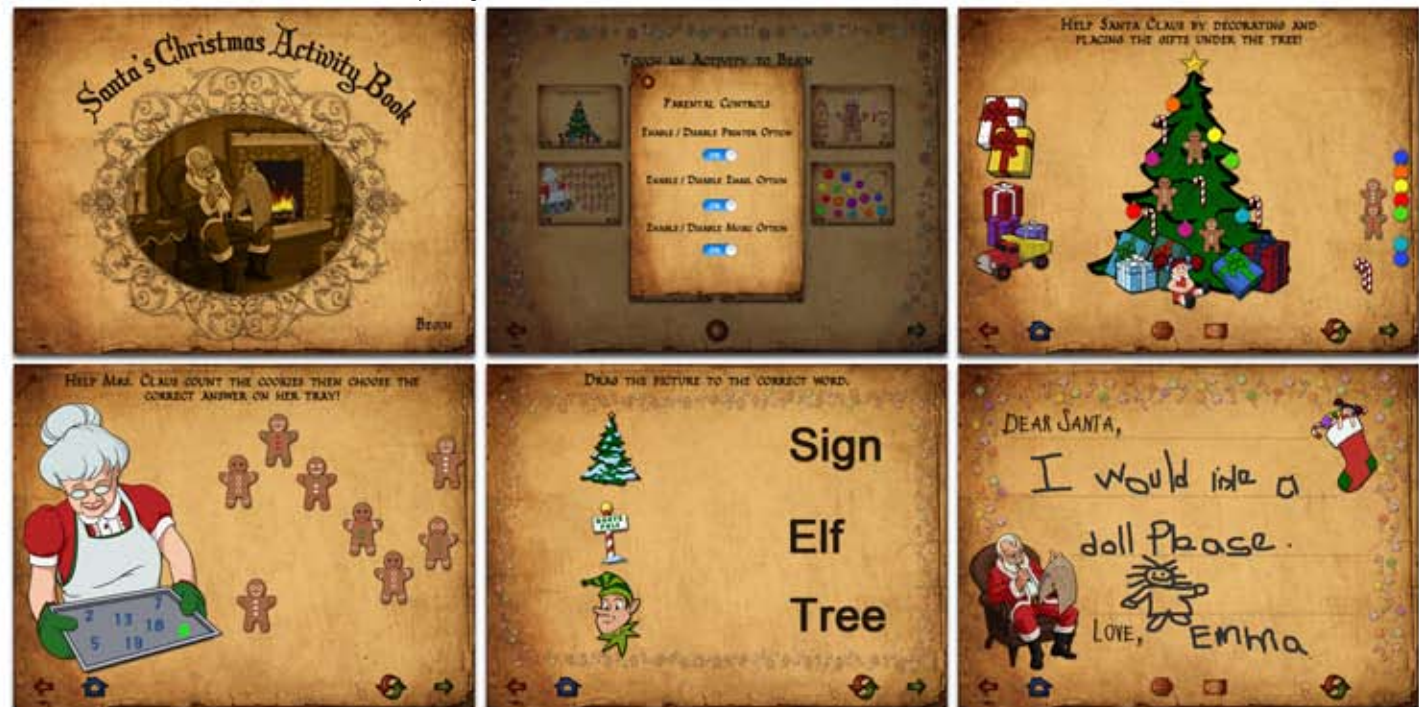 Santa's Christmas Activity Book
Begin
Touch an Activity to Begin
Parental Controls
Enable / Disable Printer Option
Enable / Disable Email Option
Enable / Disable Music Option
Help Santa Claus by decorating and
placing the gifts under the tree!
Help Mrs. Claus count the cookies then choose the
correct answer on her tray!
2 13 18 7
5 19
Drag the picture to the correct word.
Sign
NORTH POLE
Elf
Tree
Dear Santa,
I would like a
doll Please.
Love,
Emma